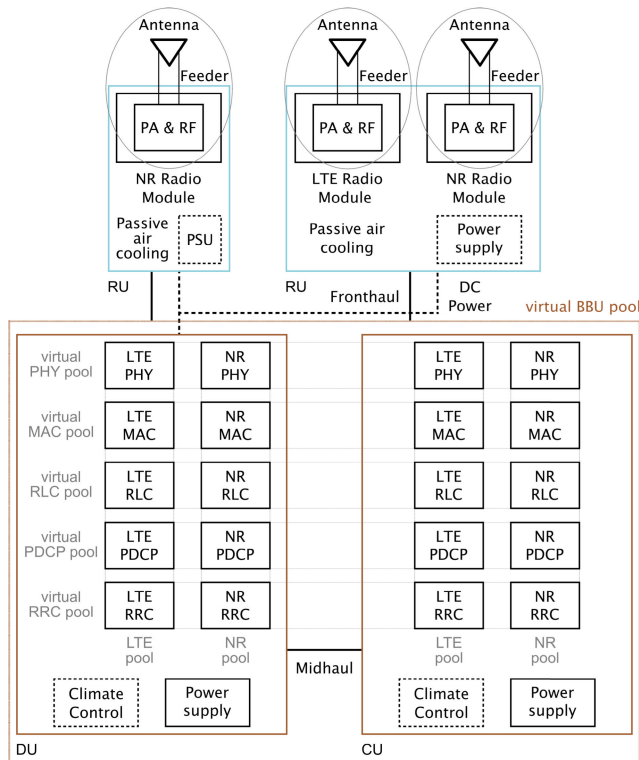 Antenna
Antenna
Antenna
Feeder
Feeder
Feeder
PA & RF
PA & RF
PA & RF
NR Radio
Module
LTE Radio
Module
NR Radio
Module
Passive
air
cooling
PSU
Passive air
cooling
Power
supply
RU
RU
Fronthaul
DC
Power
virtual BBU pool
virtual
PHY pool
LTE
PHY
NR
PHY
LTE
PHY
NR
PHY
virtual
MAC pool
LTE
MAC
NR
MAC
LTE
MAC
NR
MAC
virtual
RLC pool
LTE
RLC
NR
RLC
LTE
RLC
NR
RLC
virtual
PDCP pool
LTE
PDCP
NR
PDCP
LTE
PDCP
NR
PDCP
virtual
RRC pool
LTE
RRC
NR
RRC
LTE
RRC
NR
RRC
LTE
pool
NR
pool
LTE
pool
NR
pool
Midhaul
Climate
Control
Power
supply
Climate
Control
Power
supply
DU
CU